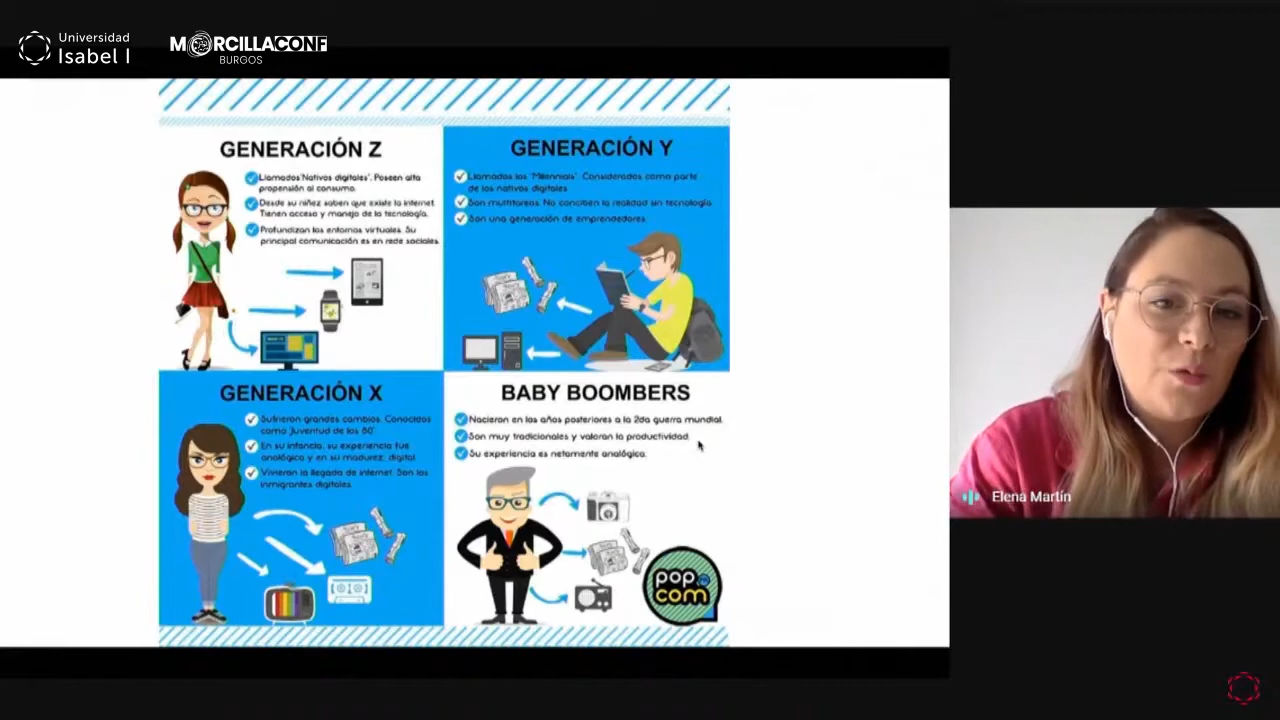 Universidad
Isabel I
MORCILLACONF
BURGOS
GENERACIÓN Z
Llamados "Nativos digitales". Poseen alta
propensión al consumo.
Desde su niñez saben que existe la internet.
Tienen acceso y manejo de la tecnología.
Profundizan los entornos virtuales. Su
principal comunicación es en rede sociales.
GENERACIÓN Y
Llamados los "Milennials". Considerados como parte
de los nativos digitales
Son multitareas. No conciben la realidad sin tecnología.
Son una generación de emprendedores.
GENERACIÓN X
Sufrieron grandes cambios. Conocidos
como "Juventud de los 80"
En su infancia, su experiencia fue
analógica y en su madurez, digital.
Vivieron la llegada de internet. Son los
inmigrantes digitales.
BABY BOOMBERS
Nacieron en los años posteriores a la 2da guerra mundial.
Son muy tradicionales y valoran la productividad.
Su experiencia es netamente analógica.
pop
com
Elena Martín